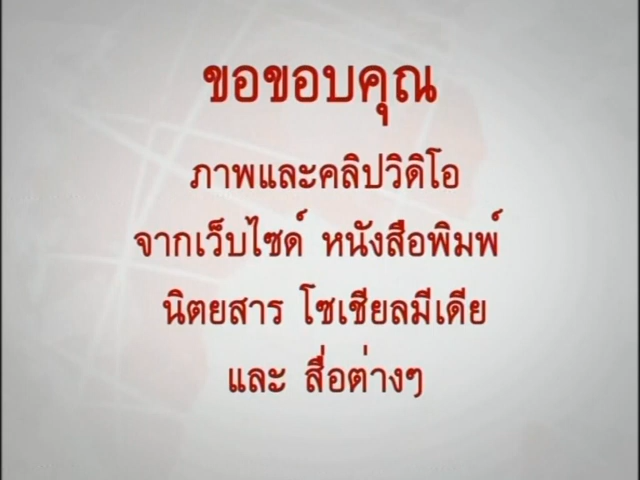 ขอขอบคุณ
ภาพและคลิปวิดิโอ
จากเว็บไซด์ หนังสือพิมพ์
นิตยสาร โซเชียลมีเดีย
และ สื่อต่างๆ